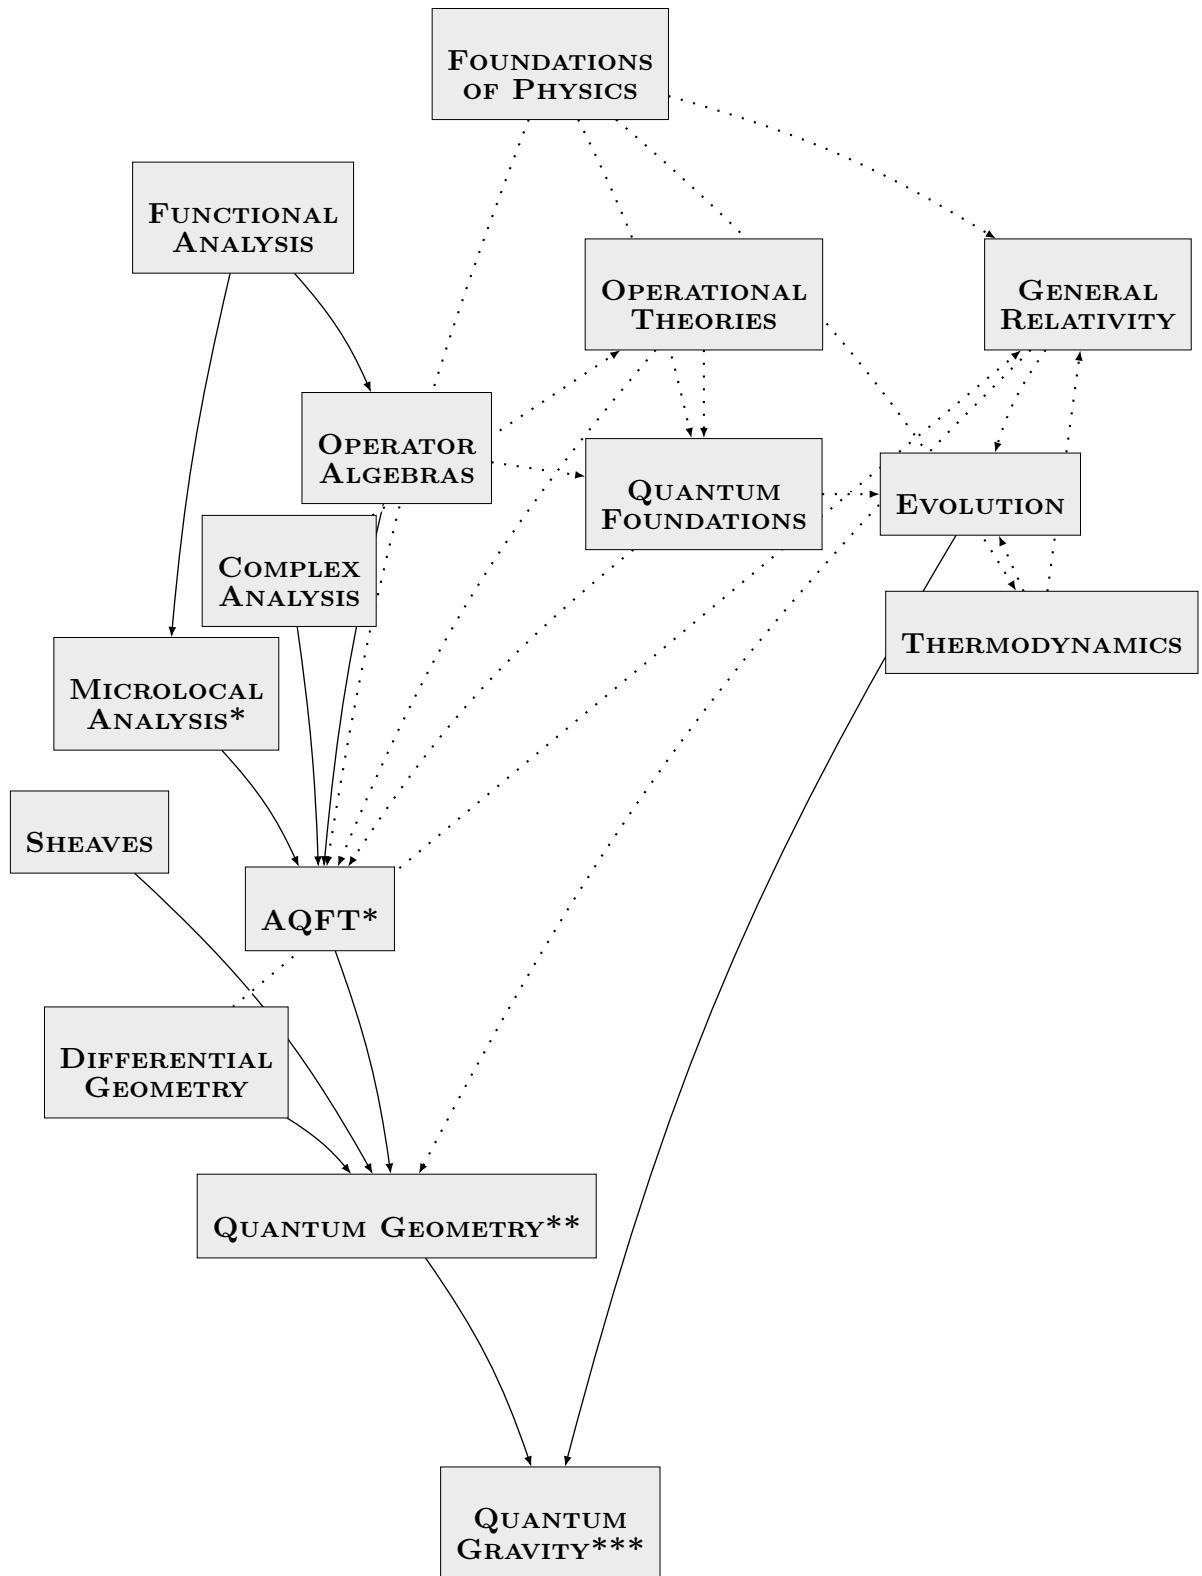 FOUNDATIONS
OF PHYSICS
FUNCTIONAL
ANALYSIS
OPERATIONAL
THEORIES
GENERAL
RELATIVITY
OPERATOR
ALGEBRAS
QUANTUM
FOUNDATIONS
EVOLUTION
COMPLEX
ANALYSIS
THERMODYNAMICS
MICROLOCAL
ANALYSIS*
SHEAVES
AQFT*
DIFFERENTIAL
GEOMETRY
QUANTUM GEOMETRY**
QUANTUM
GRAVITY***